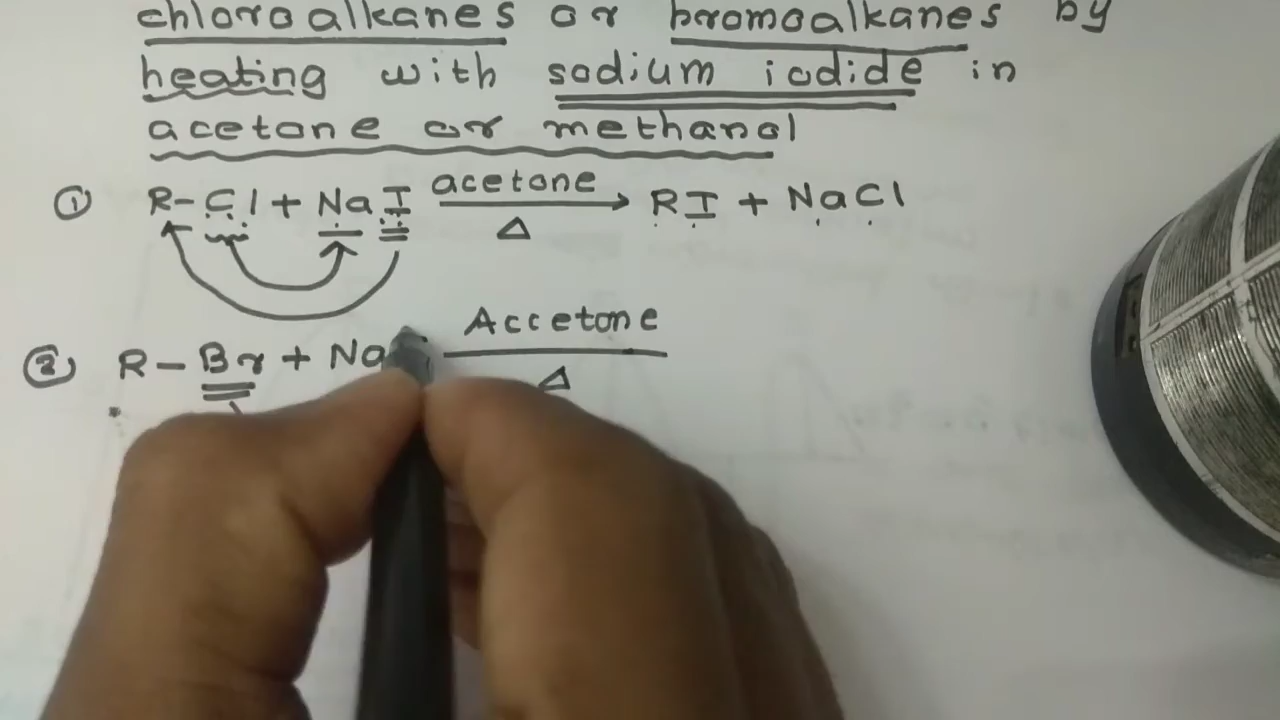 chloroalkanes or bromoalkanes by
heating with sodium iodide in
acetone or methanol
① R-Cl + NaI acetone → RI + NaCl
Δ
② R-Br + Na Accetone
Δ